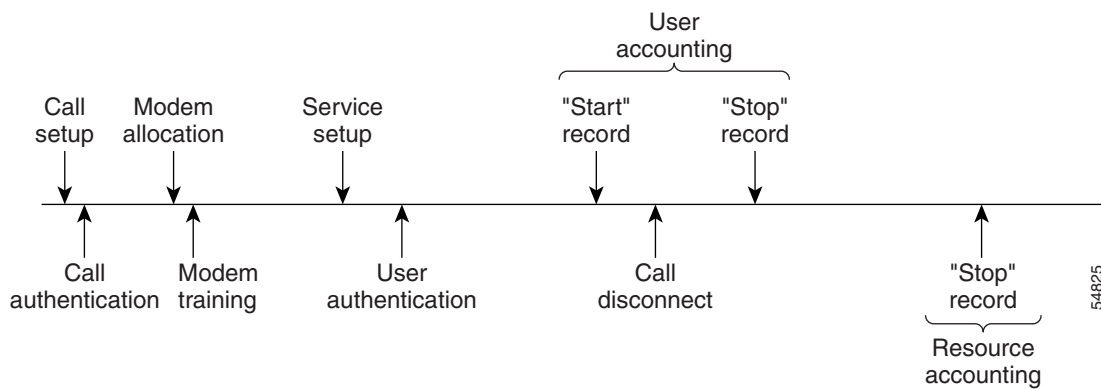 User
accounting
Call
setup
Modem
allocation
Service
setup
"Start"
record
"Stop"
record
Call
authentication
Modem
training
User
authentication
Call
disconnect
"Stop"
record
Resource
accounting
54825